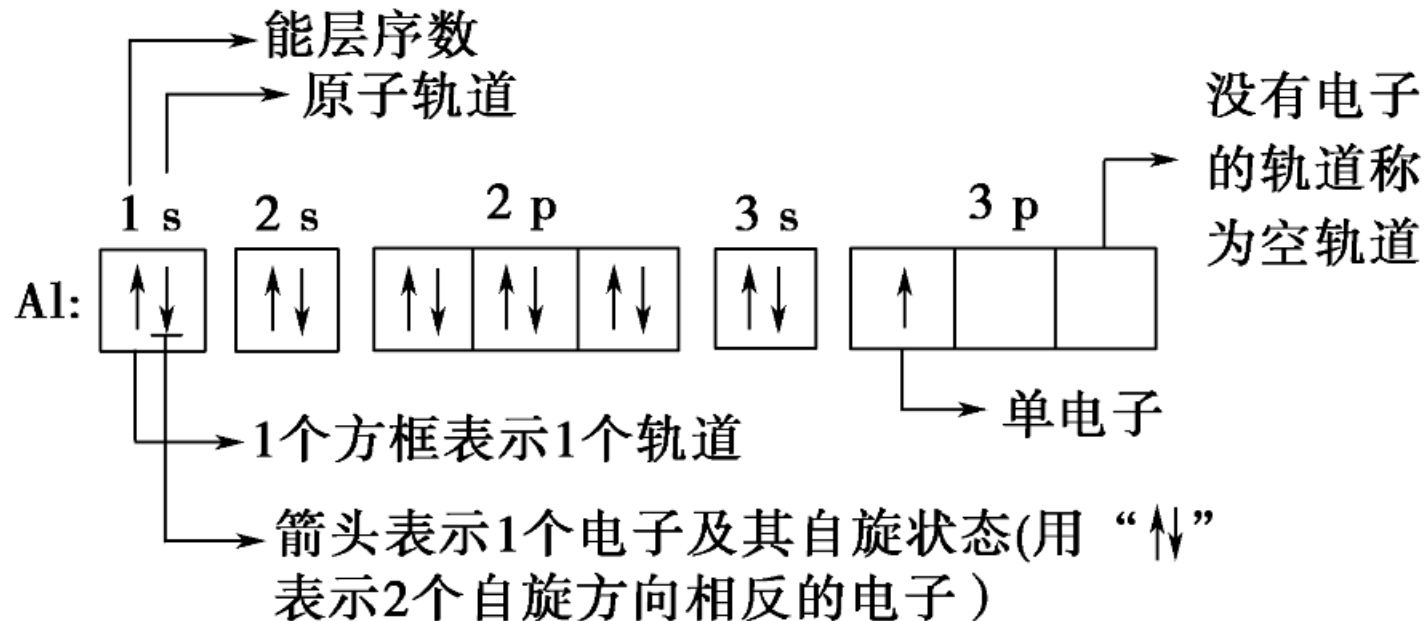 能层序数
原子轨道
没有电子
的轨道称
为空轨道
1 s 2 s 2 p 3 s 3 p
Al: ↑↓ ↑↓ ↑↓ ↑↓ ↑↓ ↑↓ ↑
单电子
1个方框表示1个轨道
箭头表示1个电子及其自旋状态(用“↑↓”
表示2个自旋方向相反的电子)